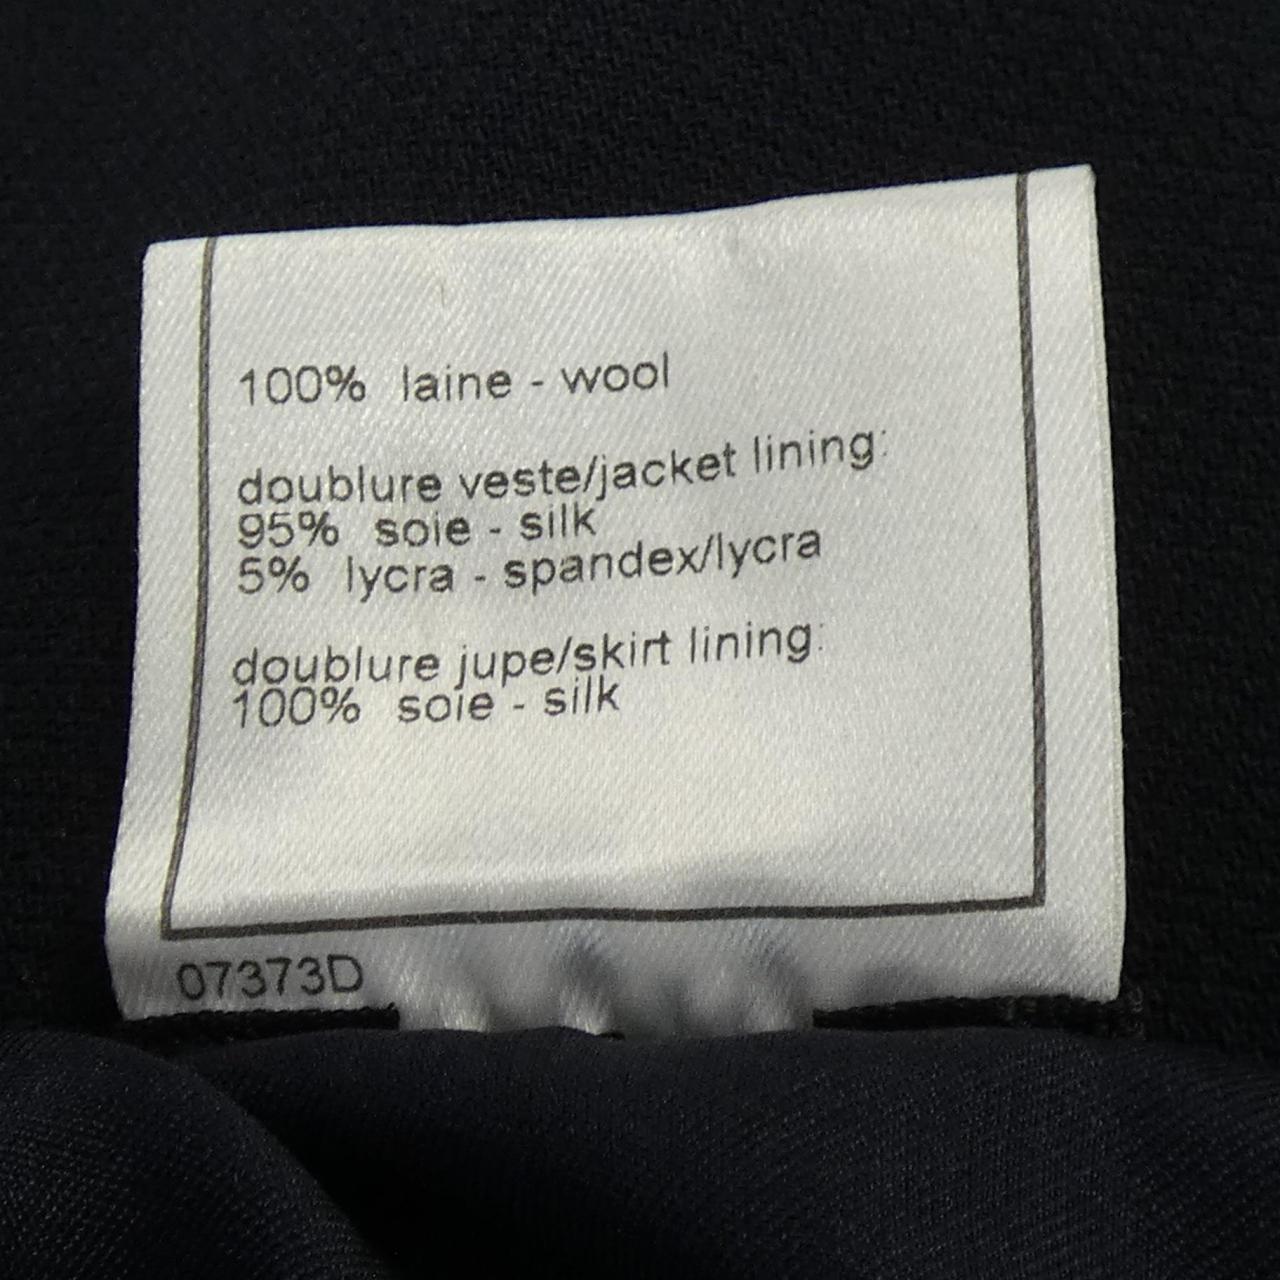 100% laine - wool
doublure veste/jacket lining:
95% soie - silk
5% lycra - spandex/lycra
doublure jupe/skirt lining:
100% soie - silk
07373D